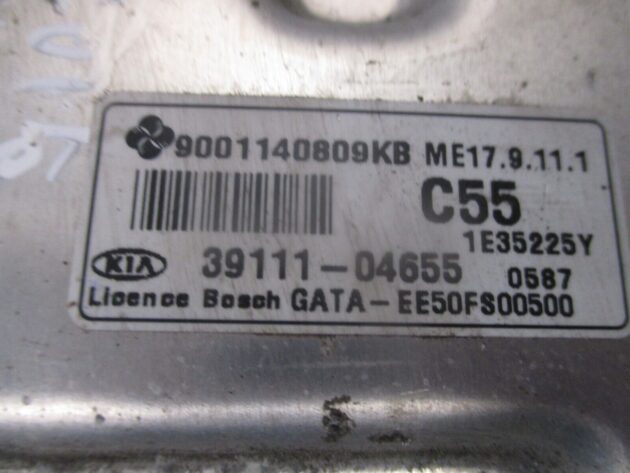 9001140809KB ME17.9.11.1
C55
1E35225Y
KIA 39111-04655 0587
Licence Bosch GATA-EE50FS00500